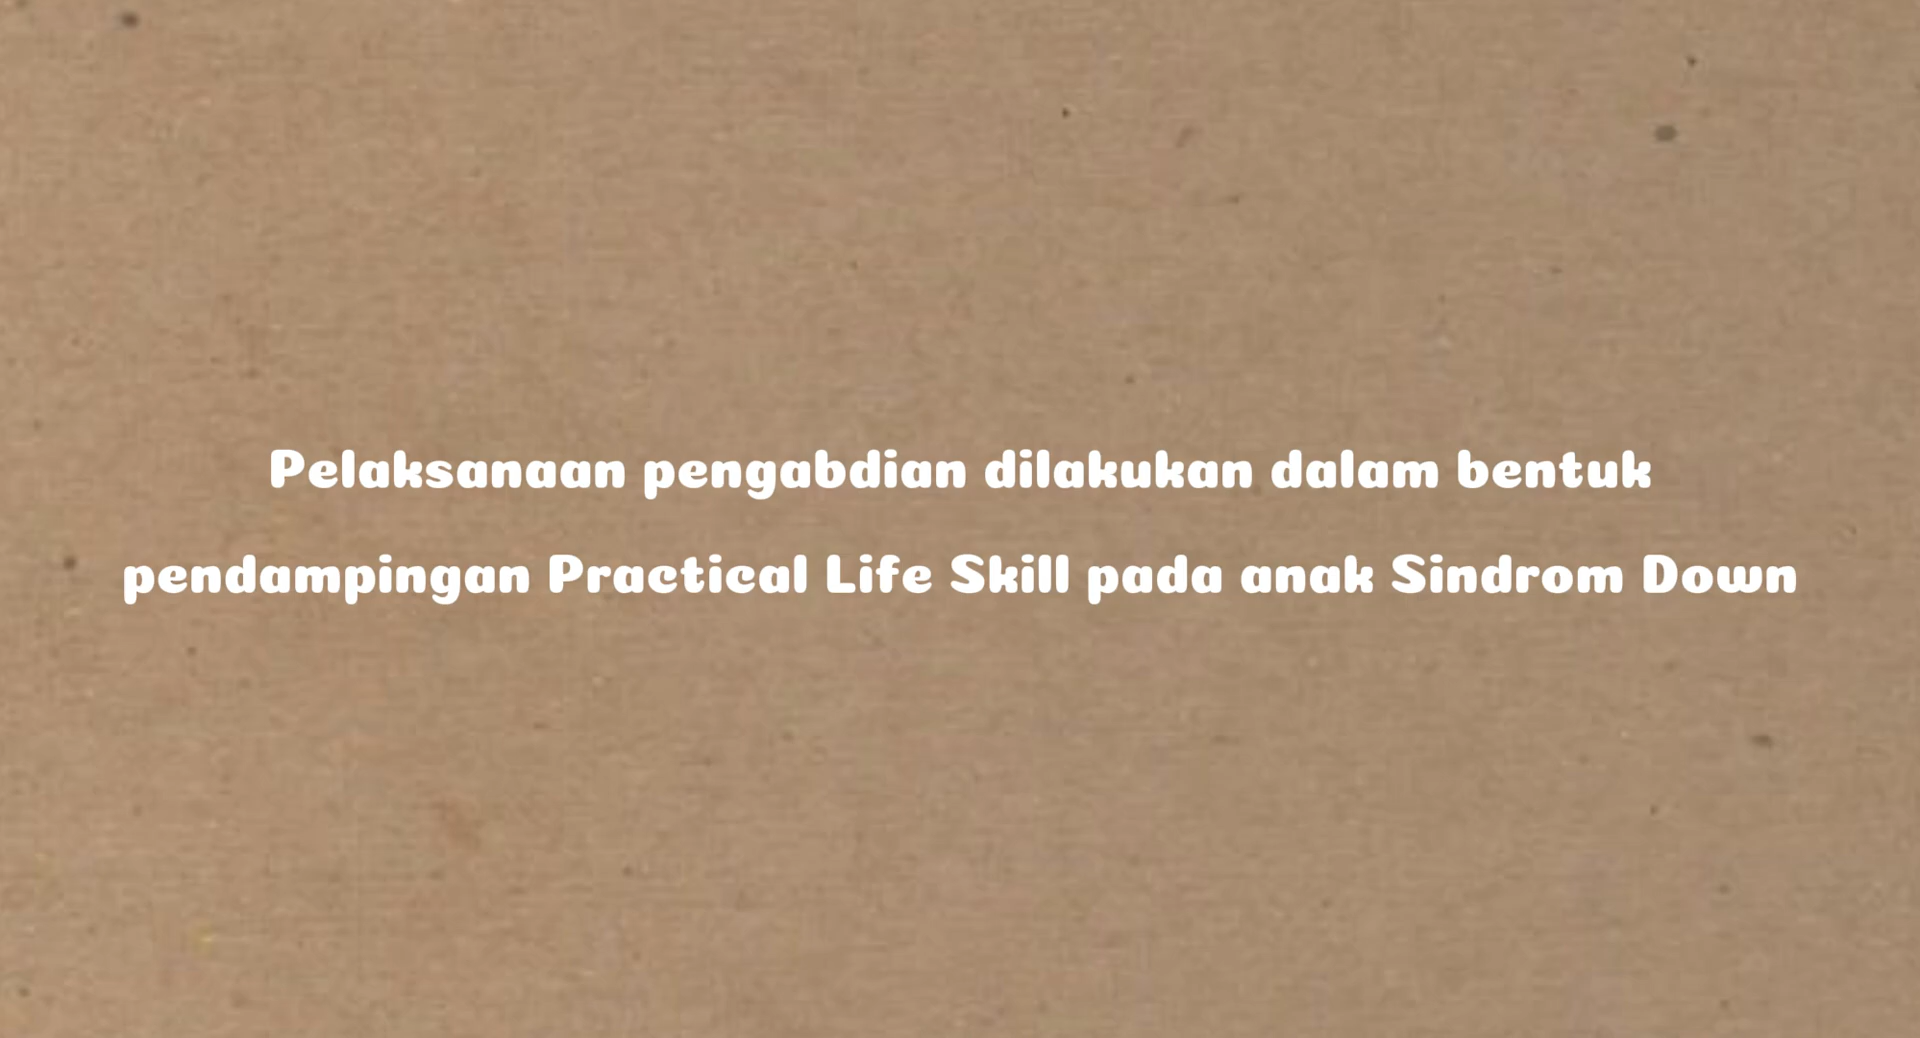 Pelaksanaan pengabdian dilakukan dalam bentuk
pendampingan Practical Life Skill pada anak Sindrom Down